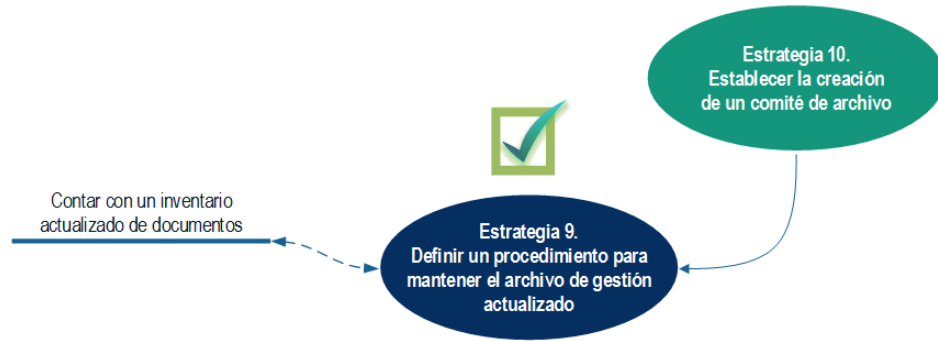 Estrategia 10.
Establecer la creación
de un comité de archivo
Contar con un inventario
actualizado de documentos
Estrategia 9.
Definir un procedimiento para
mantener el archivo de gestión
actualizado